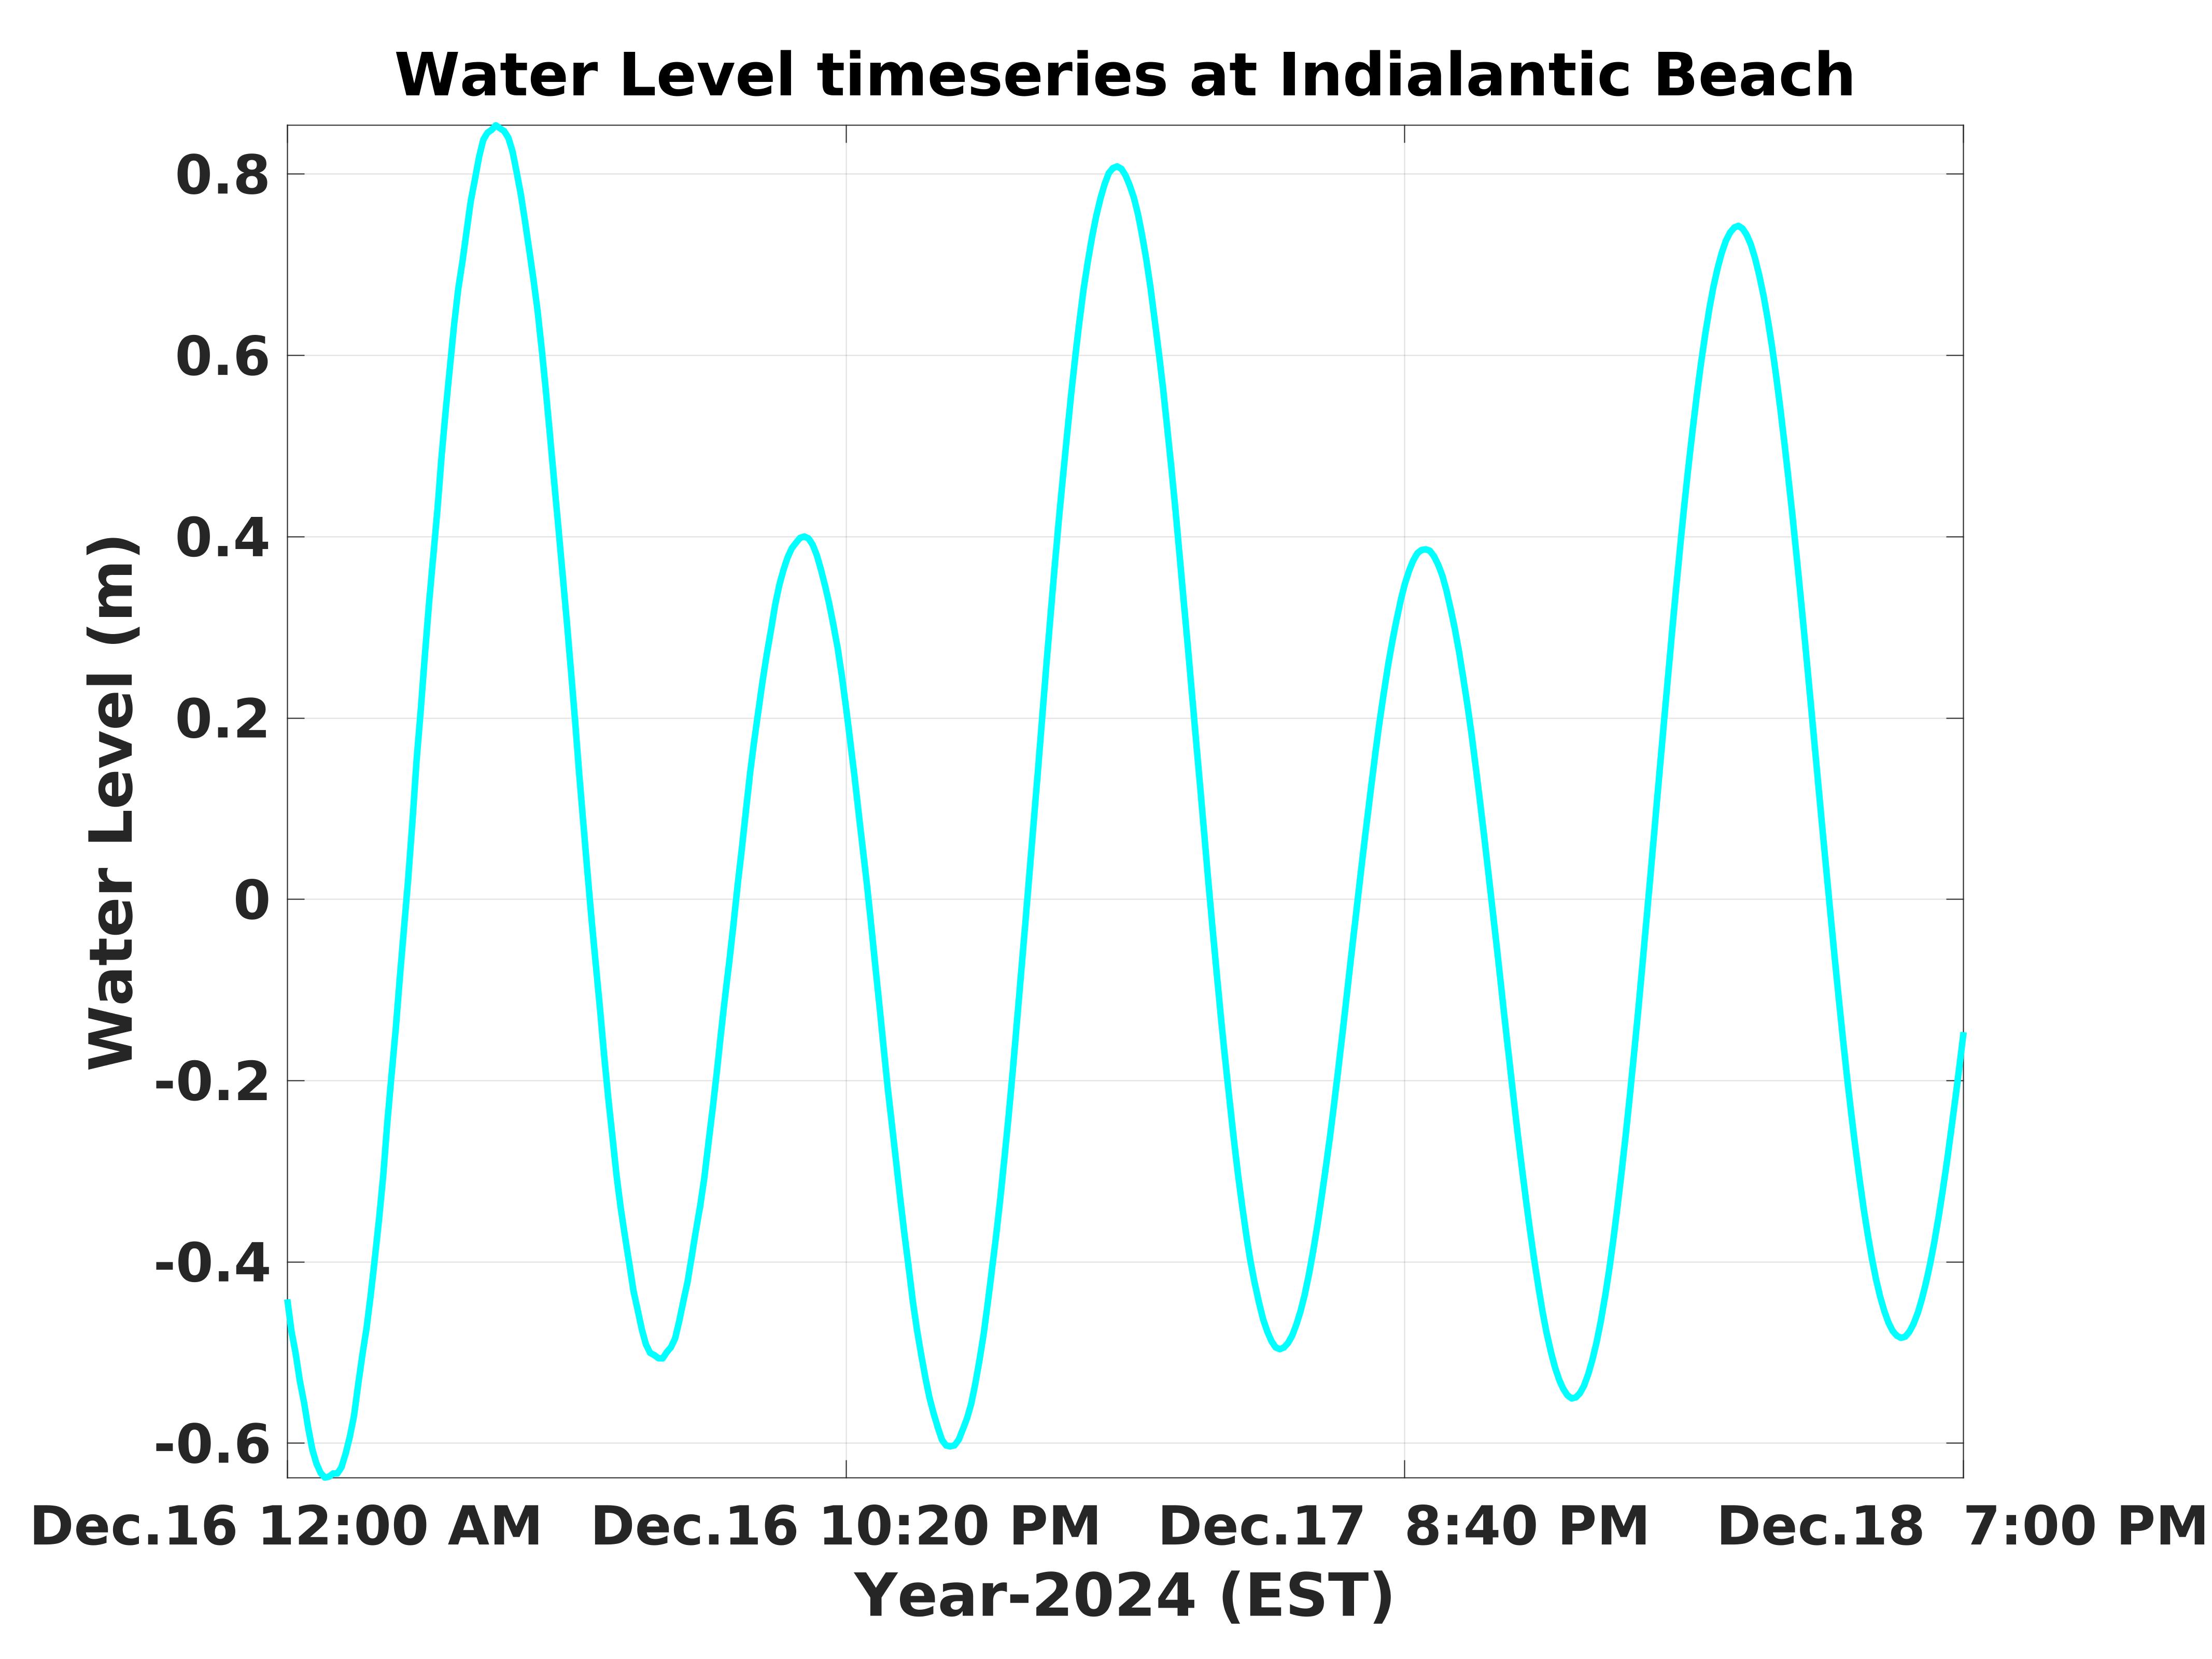 Water Level timeseries at Indialantic Beach
0.8
0.6
0.4
0.2
0
-0.2
-0.4
-0.6
Water Level (m)
Dec.16 12:00 AM Dec.16 10:20 PM Dec.17 8:40 PM Dec.18 7:00 PM
Year-2024 (EST)